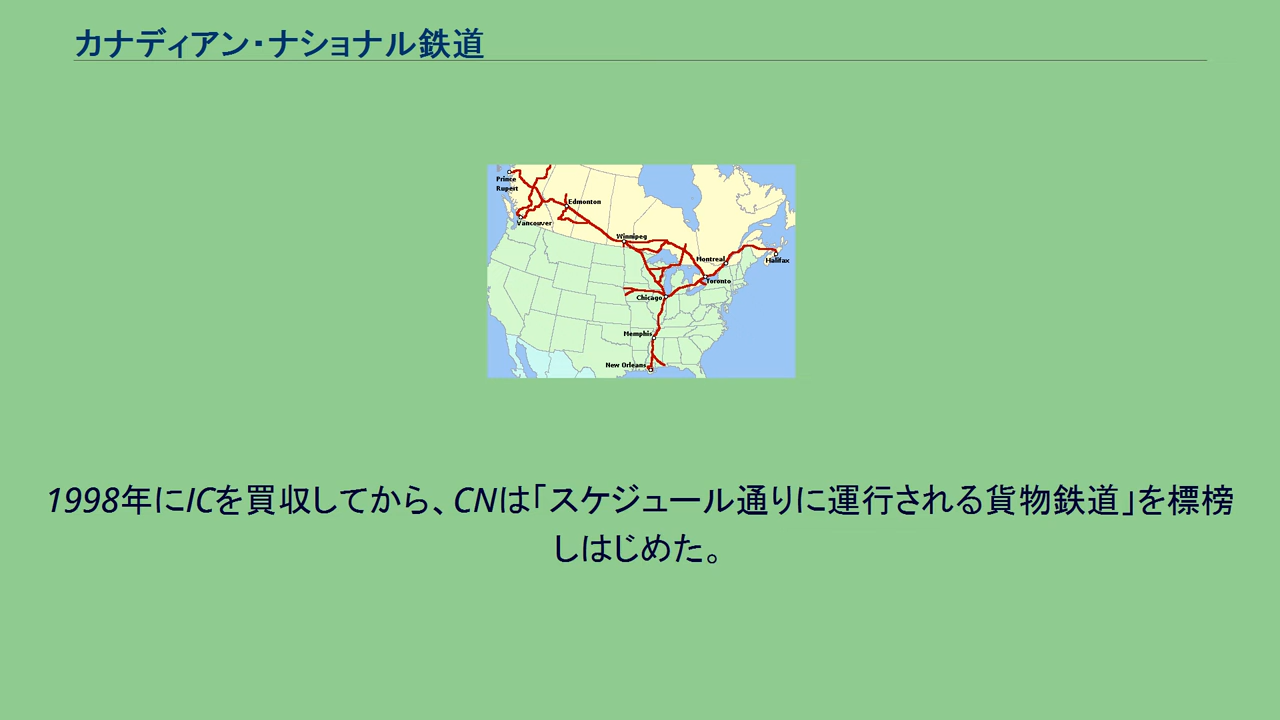 カナディアン・ナショナル鉄道
Prince
Rupert
Edmonton
Vancouver
Winnipeg
Montreal
Halifax
Toronto
Chicago
Memphis
New Orleans
1998年にICを買収してから、CNは「スケジュール通りに運行される貨物鉄道」を標榜
しはじめた。